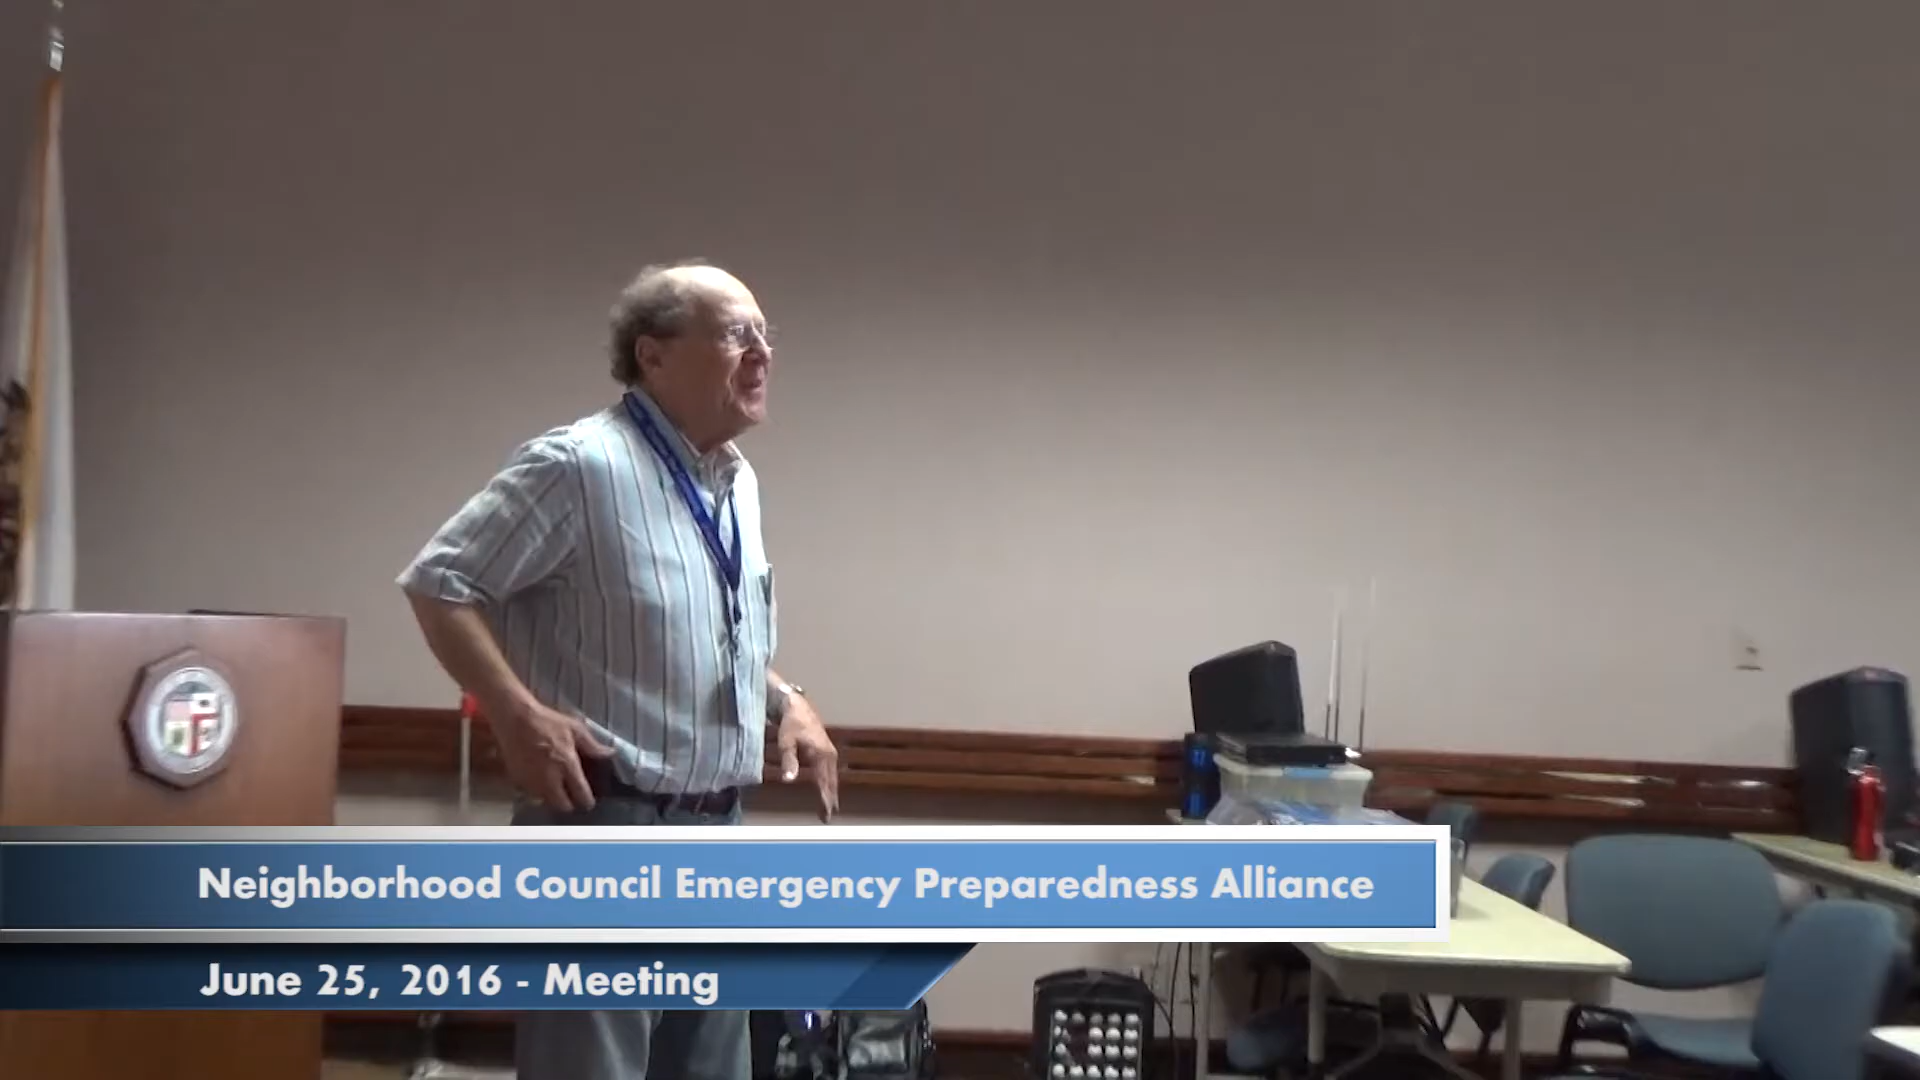 Neighborhood Council Emergency Preparedness Alliance
June 25, 2016 - Meeting